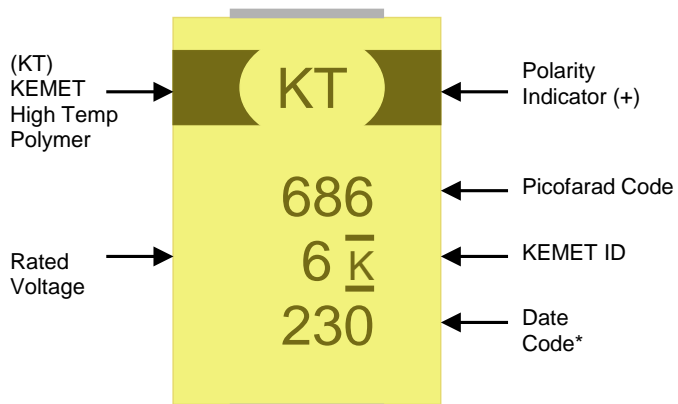 (KT)
KEMET
High Temp
Polymer
KT
Polarity
Indicator (+)
686
Picofarad Code
Rated
Voltage
6 K
KEMET ID
230
Date
Code*